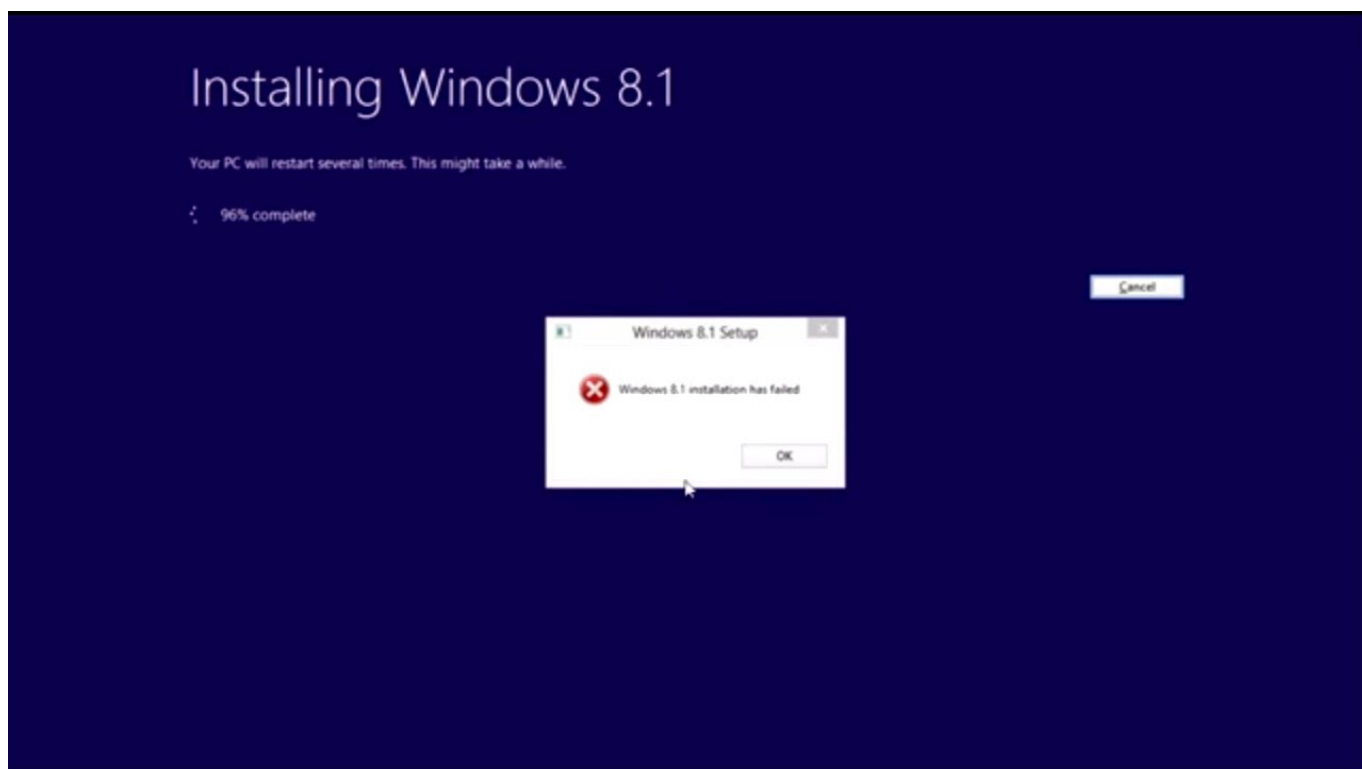 Installing Windows 8.1
Your PC will restart several times. This might take a while.
96% complete
Cancel
Windows 8.1 Setup
Windows 8.1 installation has failed
OK